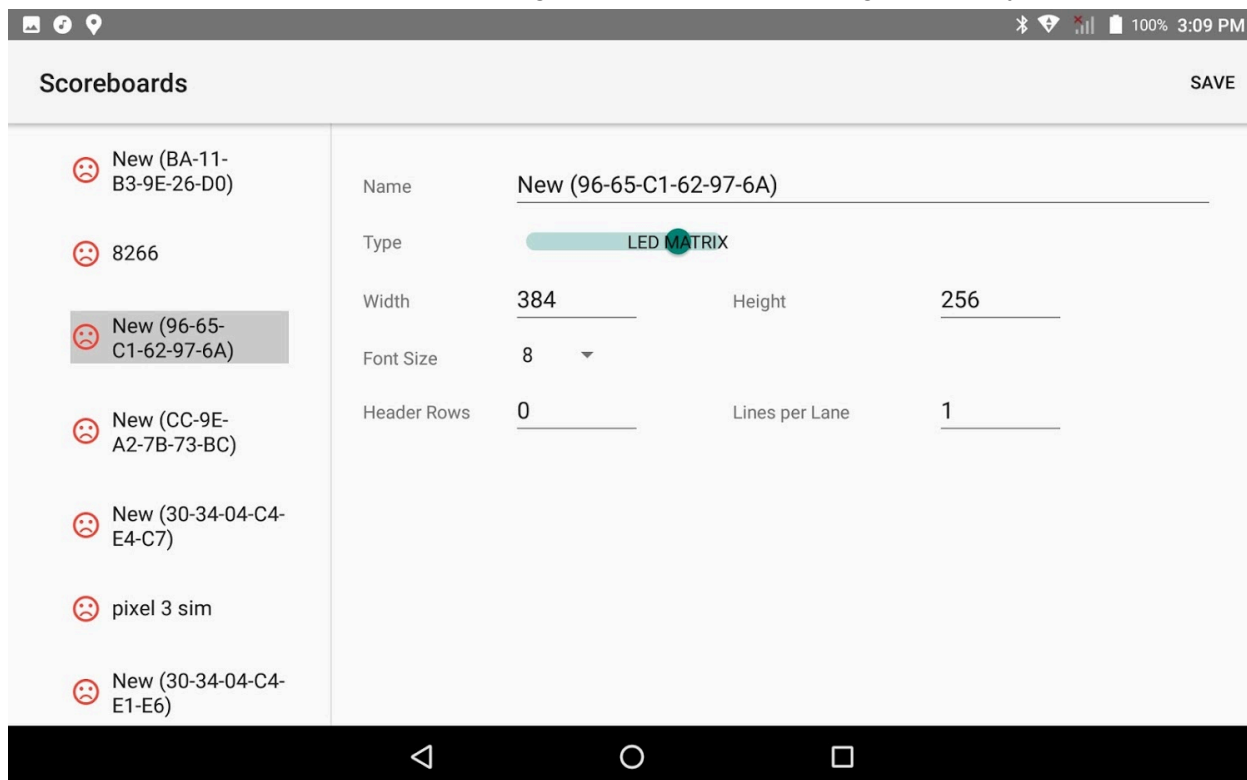 100% 3:09 PM
Scoreboards
SAVE
New (BA-11-
B3-9E-26-D0)
8266
New (96-65-
C1-62-97-6A)
New (CC-9E-
A2-7B-73-BC)
New (30-34-04-C4-
E4-C7)
pixel 3 sim
New (30-34-04-C4-
E1-E6)
Name New (96-65-C1-62-97-6A)
Type LED MATRIX
Width 384 Height 256
Font Size 8
Header Rows 0 Lines per Lane 1